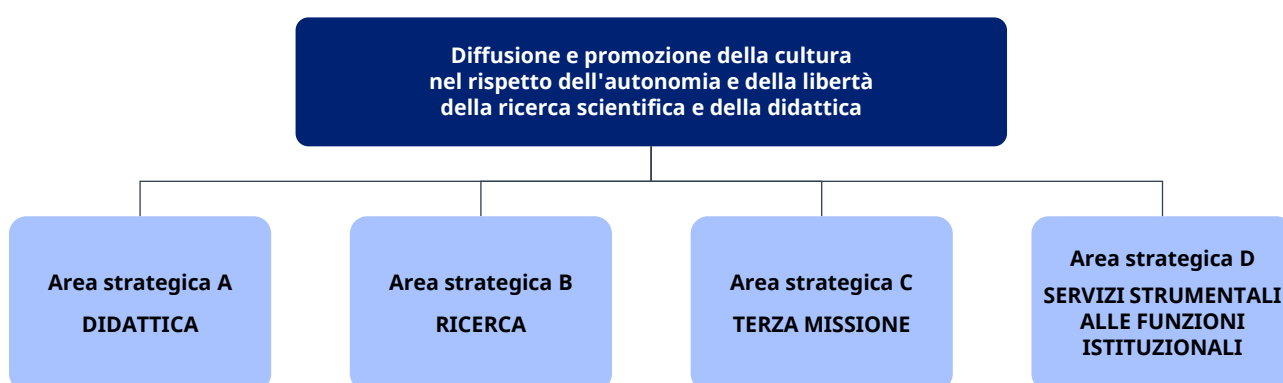 Diffusione e promozione della cultura
nel rispetto dell'autonomia e della libertà
della ricerca scientifica e della didattica
Area strategica A
DIDATTICA
Area strategica B
RICERCA
Area strategica C
TERZA MISSIONE
Area strategica D
SERVIZI STRUMENTALI
ALLE FUNZIONI
ISTITUZIONALI